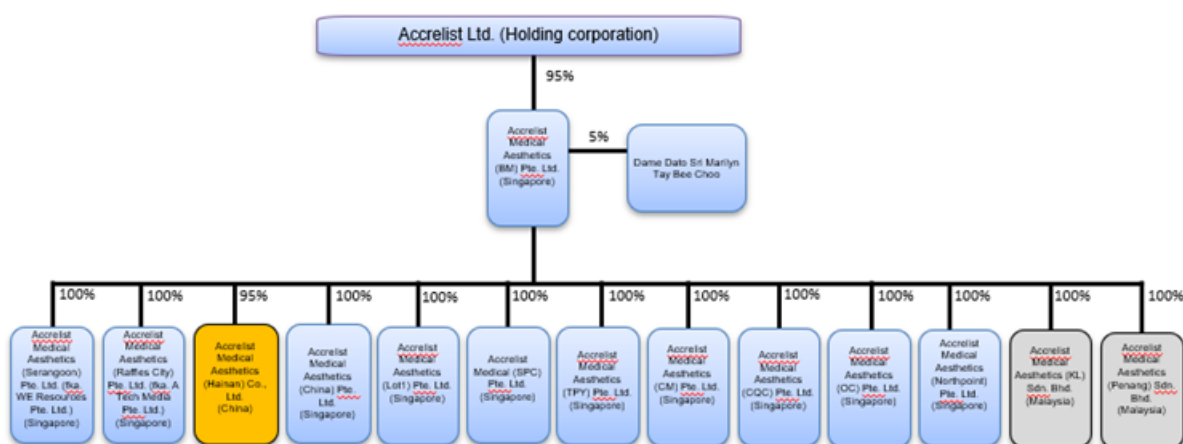 Accrelist Ltd. (Holding corporation)
95%
Accrelist
Medical
Aesthetics
(BM) Pte. Ltd.
(Singapore)
5%
Dame Dato Sri Marilyn
Tay Bee Choo
100%
100%
95%
100%
100%
100%
100%
100%
100%
100%
100%
100%
100%
Accrelist
Medical
Aesthetics
(Serangoon)
Pte. Ltd. (fka.
WE Resources
Pte. Ltd.)
(Singapore)
Accrelist
Medical
Aesthetics
(Raffles City)
Pte. Ltd. (fka. A
Tech Media
Pte. Ltd.)
(Singapore)
Accrelist
Medical
Aesthetics
(Hainan) Co.,
Ltd.
(China)
Accrelist
Medical
Aesthetics
(China) Pte.
Ltd.
(Singapore)
Accrelist
Medical
Aesthetics
(Lot1) Pte. Ltd.
(Singapore)
Accrelist
Medical (SPC)
Pte. Ltd.
(Singapore)
Accrelist
Medical
Aesthetics
(TPY) Pte. Ltd.
(Singapore)
Accrelist
Medical
Aesthetics
(CM) Pte. Ltd.
(Singapore)
Accrelist
Medical
Aesthetics
(CQC) Pte. Ltd.
(Singapore)
Accrelist
Medical
Aesthetics
(OC) Pte. Ltd.
(Singapore)
Accrelist
Medical
Aesthetics
(Northpoint)
Pte. Ltd.
(Singapore)
Accrelist
Medical
Aesthetics (KL)
Sdn. Bhd.
(Malaysia)
Accrelist
Medical
Aesthetics
(Penang) Sdn.
Bhd.
(Malaysia)